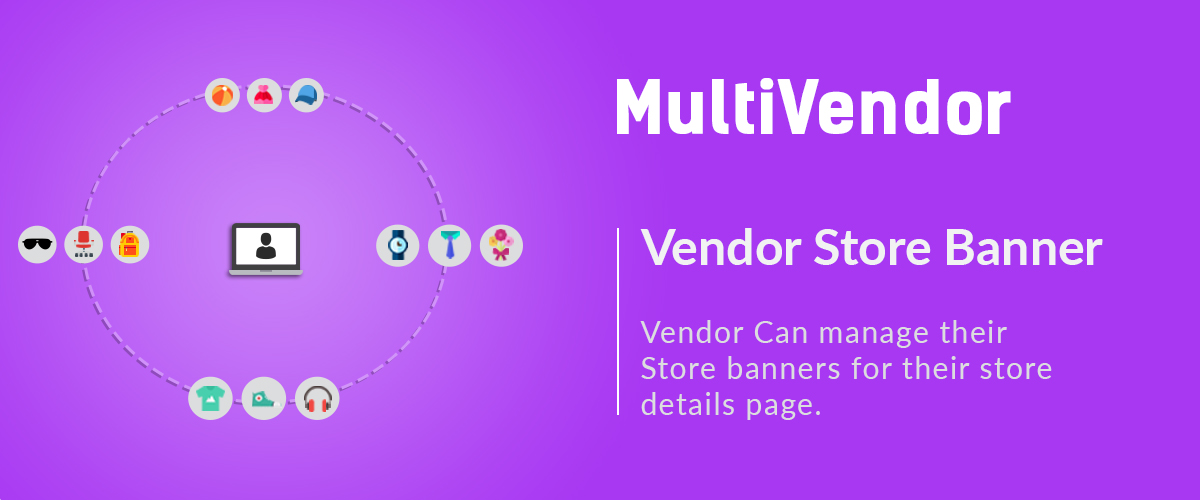 MultiVendor
Vendor Store Banner
Vendor Can manage their
Store banners for their store
details page.